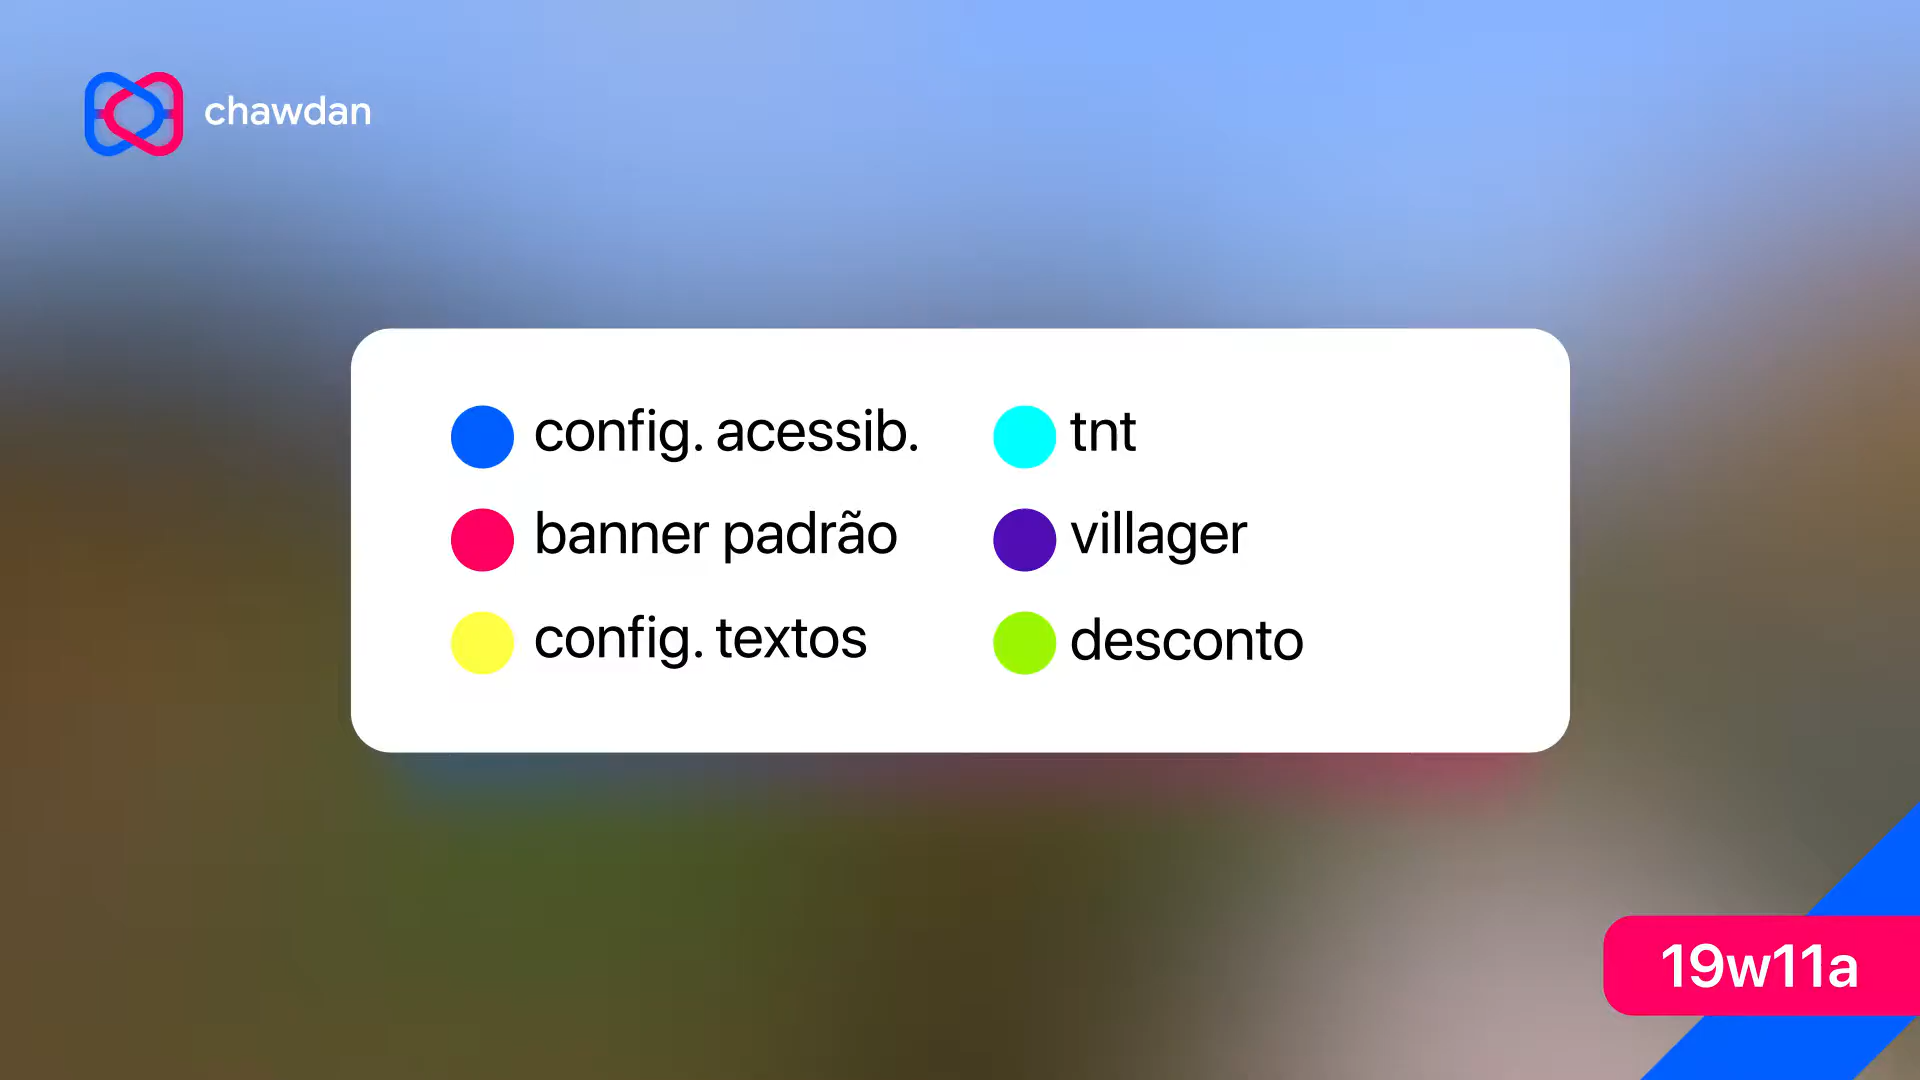 chawdan
config. acessib.
banner padrão
config. textos
tnt
villager
desconto
19w11a